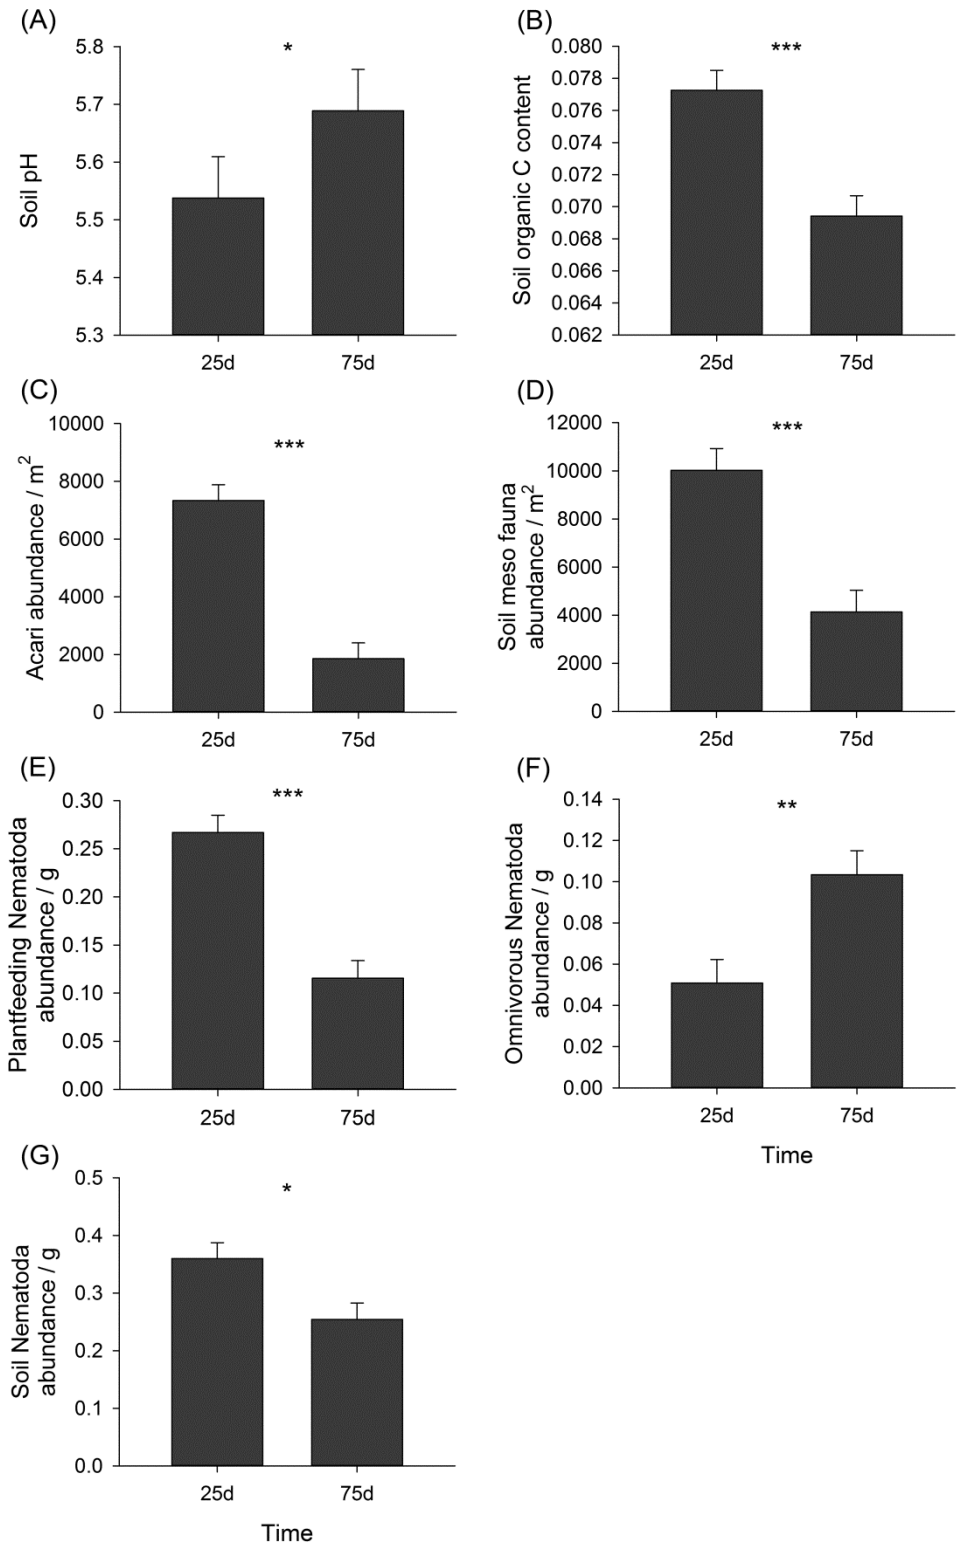 (A)
*
Soil pH
5.8
5.7
5.6
5.5
5.4
5.3
25d
75d
(B)
***
Soil organic C content
0.080
0.078
0.076
0.074
0.072
0.070
0.068
0.066
0.064
0.062
25d
75d
(C)
***
Acari abundance / m²
10000
8000
6000
4000
2000
0
25d
75d
(D)
***
Soil meso fauna
abundance / m²
12000
10000
8000
6000
4000
2000
0
25d
75d
(E)
***
Plantfeeding Nematoda
abundance / g
0.30
0.25
0.20
0.15
0.10
0.05
0.00
25d
75d
(F)
**
Omnivorous Nematoda
abundance / g
0.14
0.12
0.10
0.08
0.06
0.04
0.02
0.00
25d
75d
Time
(G)
*
Soil Nematoda
abundance / g
0.5
0.4
0.3
0.2
0.1
0.0
25d
75d
Time